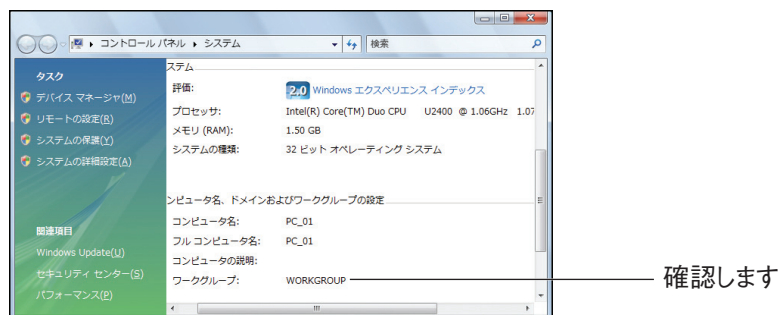 コントロール パネル ▸ システム
検索
タスク
デバイス マネージャ(M)
リモートの設定(R)
システムの保護(Y)
システムの詳細設定(A)
関連項目
Windows Update(U)
セキュリティ センター(S)
パフォーマンス(P)
ステム
評価:
2.0 Windows エクスペリエンス インデックス
プロセッサ: Intel(R) Core(TM) Duo CPU U2400 @ 1.06GHz 1.07
メモリ (RAM): 1.50 GB
システムの種類: 32 ビット オペレーティング システム
ンピュータ名、ドメインおよびワークグループの設定
コンピュータ名: PC_01
フル コンピュータ名: PC_01
コンピュータの説明:
ワークグループ: WORKGROUP
確認します